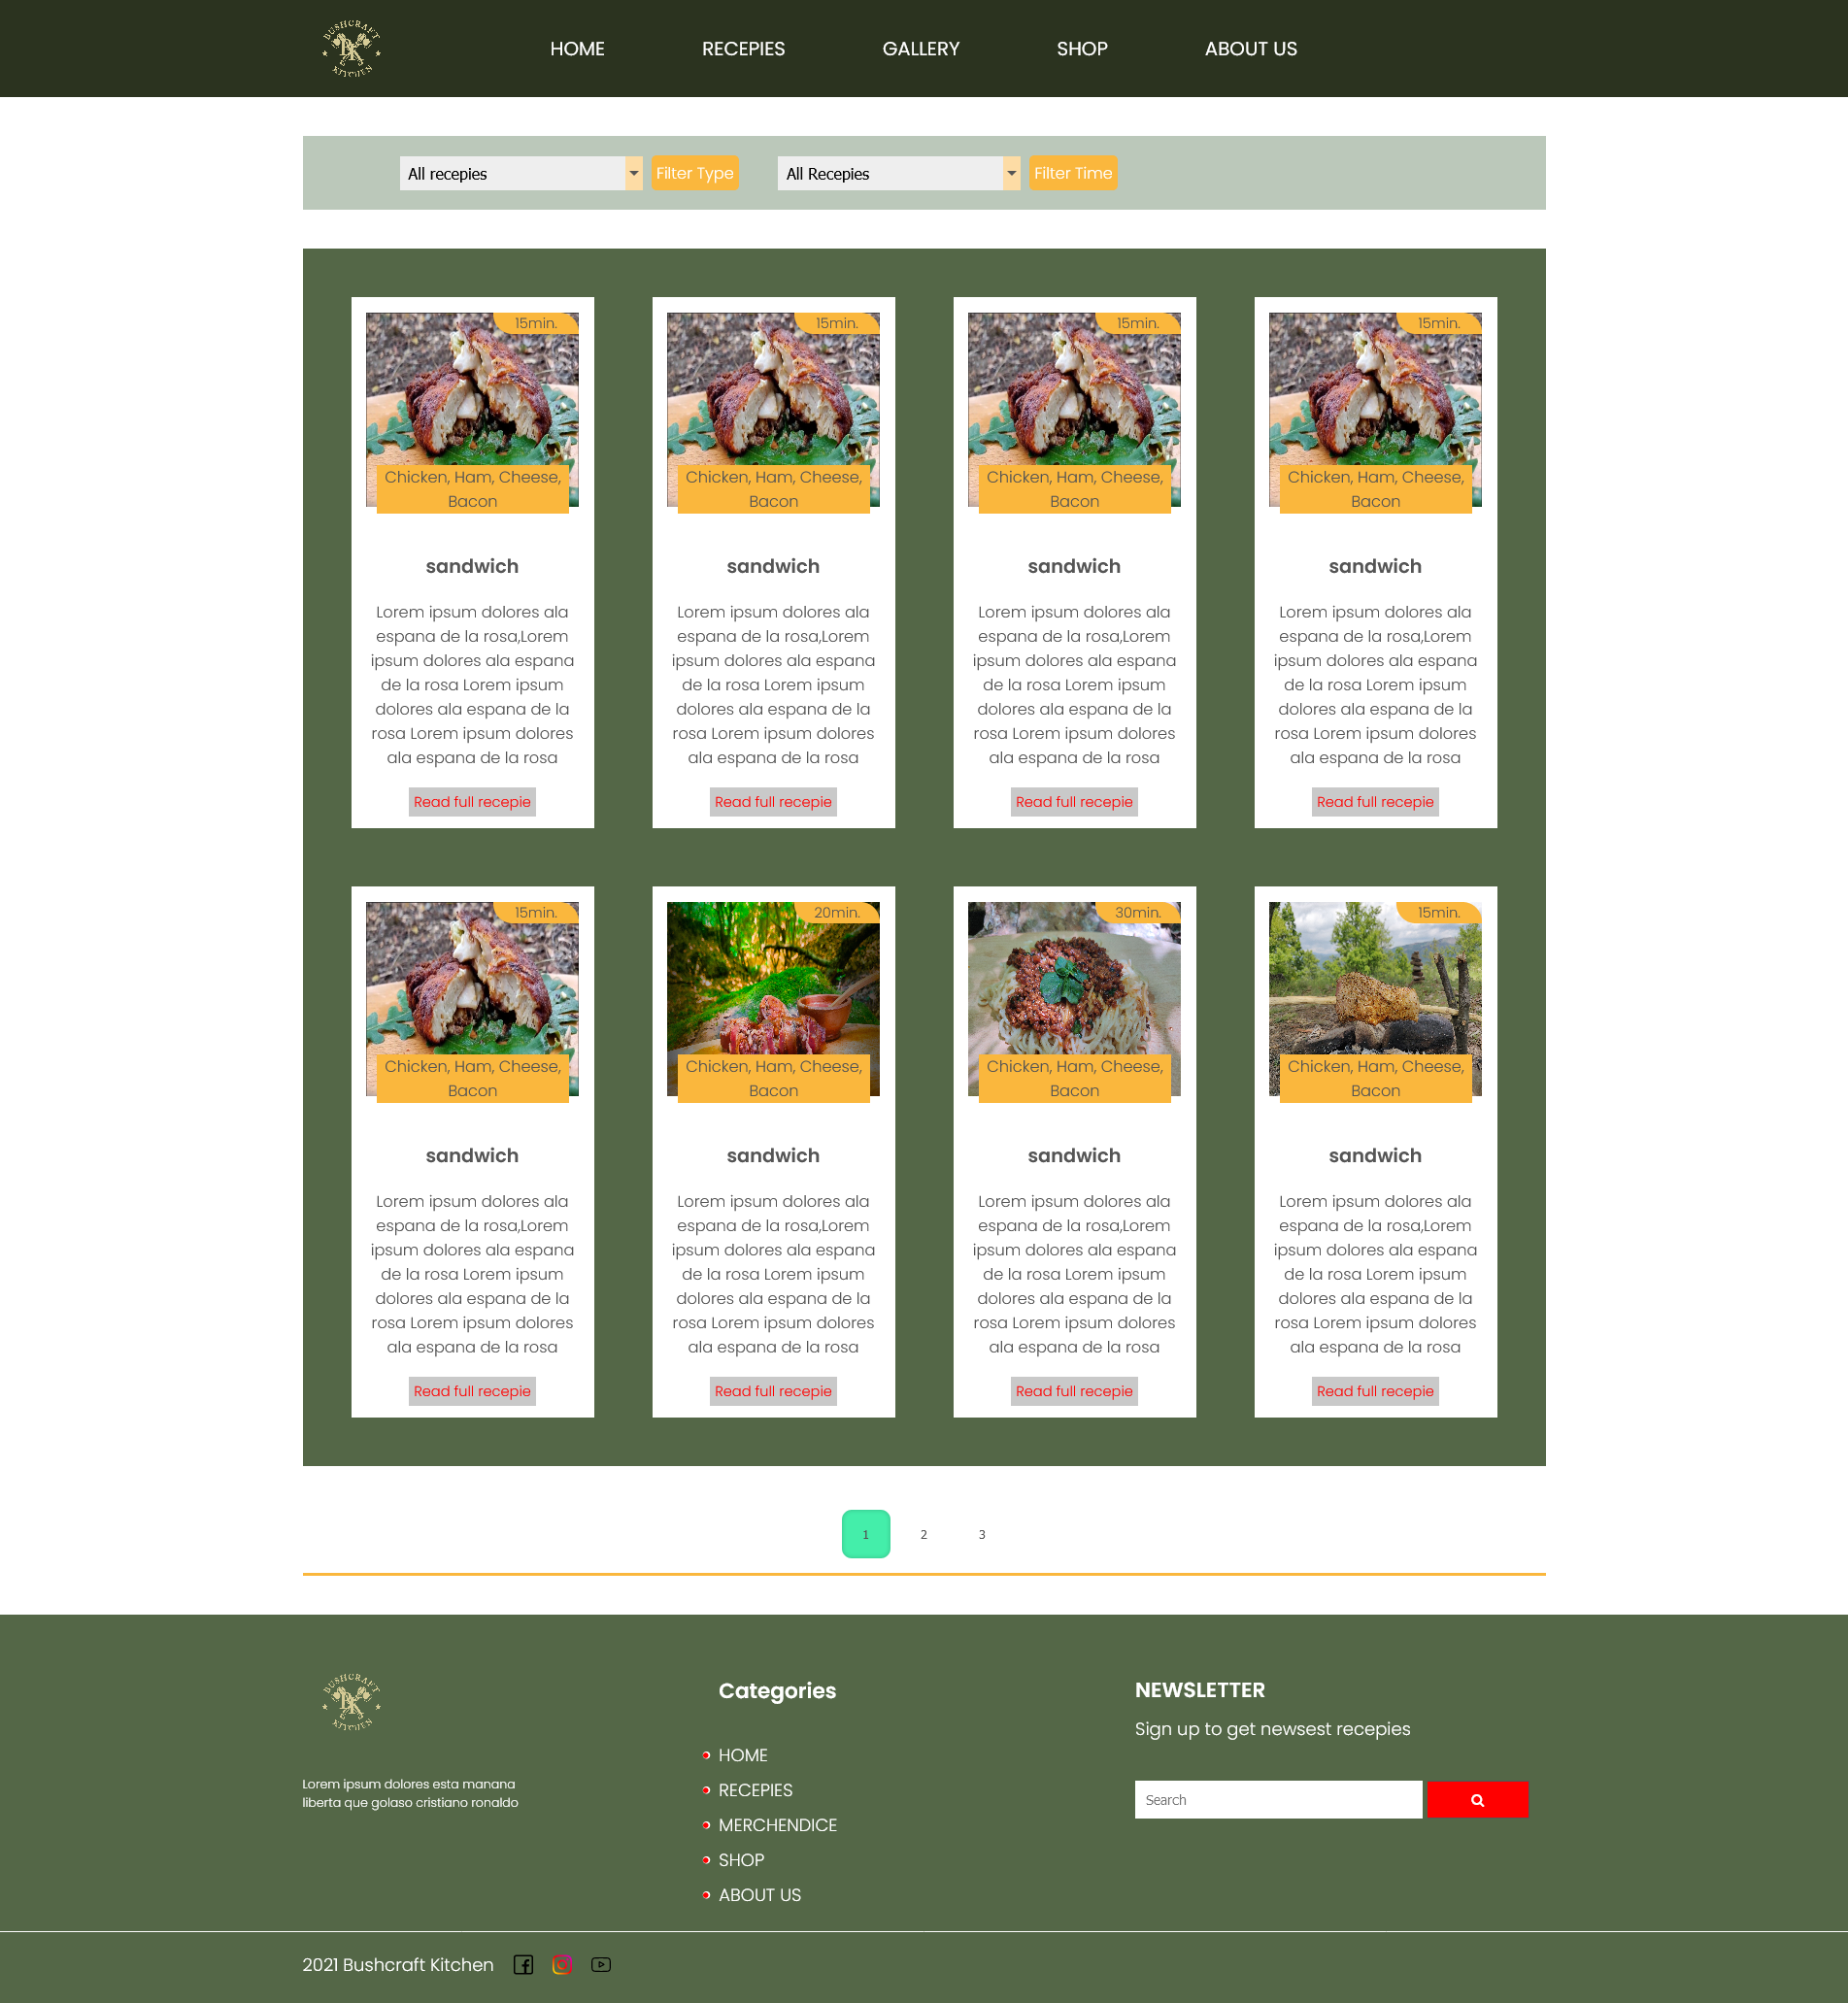 BUSHCRAFT
BK
KITCHEN
HOME
RECEPIES
GALLERY
SHOP
ABOUT US
All recepies
Filter Type
All Recepies
Filter Time
15min.
Chicken, Ham, Cheese,
Bacon
sandwich
Lorem ipsum dolores ala
espana de la rosa,Lorem
ipsum dolores ala espana
de la rosa Lorem ipsum
dolores ala espana de la
rosa Lorem ipsum dolores
ala espana de la rosa
Read full recepie
15min.
Chicken, Ham, Cheese,
Bacon
sandwich
Lorem ipsum dolores ala
espana de la rosa,Lorem
ipsum dolores ala espana
de la rosa Lorem ipsum
dolores ala espana de la
rosa Lorem ipsum dolores
ala espana de la rosa
Read full recepie
15min.
Chicken, Ham, Cheese,
Bacon
sandwich
Lorem ipsum dolores ala
espana de la rosa,Lorem
ipsum dolores ala espana
de la rosa Lorem ipsum
dolores ala espana de la
rosa Lorem ipsum dolores
ala espana de la rosa
Read full recepie
15min.
Chicken, Ham, Cheese,
Bacon
sandwich
Lorem ipsum dolores ala
espana de la rosa,Lorem
ipsum dolores ala espana
de la rosa Lorem ipsum
dolores ala espana de la
rosa Lorem ipsum dolores
ala espana de la rosa
Read full recepie
15min.
Chicken, Ham, Cheese,
Bacon
sandwich
Lorem ipsum dolores ala
espana de la rosa,Lorem
ipsum dolores ala espana
de la rosa Lorem ipsum
dolores ala espana de la
rosa Lorem ipsum dolores
ala espana de la rosa
Read full recepie
20min.
Chicken, Ham, Cheese,
Bacon
sandwich
Lorem ipsum dolores ala
espana de la rosa,Lorem
ipsum dolores ala espana
de la rosa Lorem ipsum
dolores ala espana de la
rosa Lorem ipsum dolores
ala espana de la rosa
Read full recepie
30min.
Chicken, Ham, Cheese,
Bacon
sandwich
Lorem ipsum dolores ala
espana de la rosa,Lorem
ipsum dolores ala espana
de la rosa Lorem ipsum
dolores ala espana de la
rosa Lorem ipsum dolores
ala espana de la rosa
Read full recepie
15min.
Chicken, Ham, Cheese,
Bacon
sandwich
Lorem ipsum dolores ala
espana de la rosa,Lorem
ipsum dolores ala espana
de la rosa Lorem ipsum
dolores ala espana de la
rosa Lorem ipsum dolores
ala espana de la rosa
Read full recepie
1
2
3
BUSHCRAFT
BK
KITCHEN
Lorem ipsum dolores esta manana
liberta que golaso cristiano ronaldo
Categories
HOME
RECEPIES
MERCHENDICE
SHOP
ABOUT US
NEWSLETTER
Sign up to get newsest recepies
Search
2021 Bushcraft Kitchen